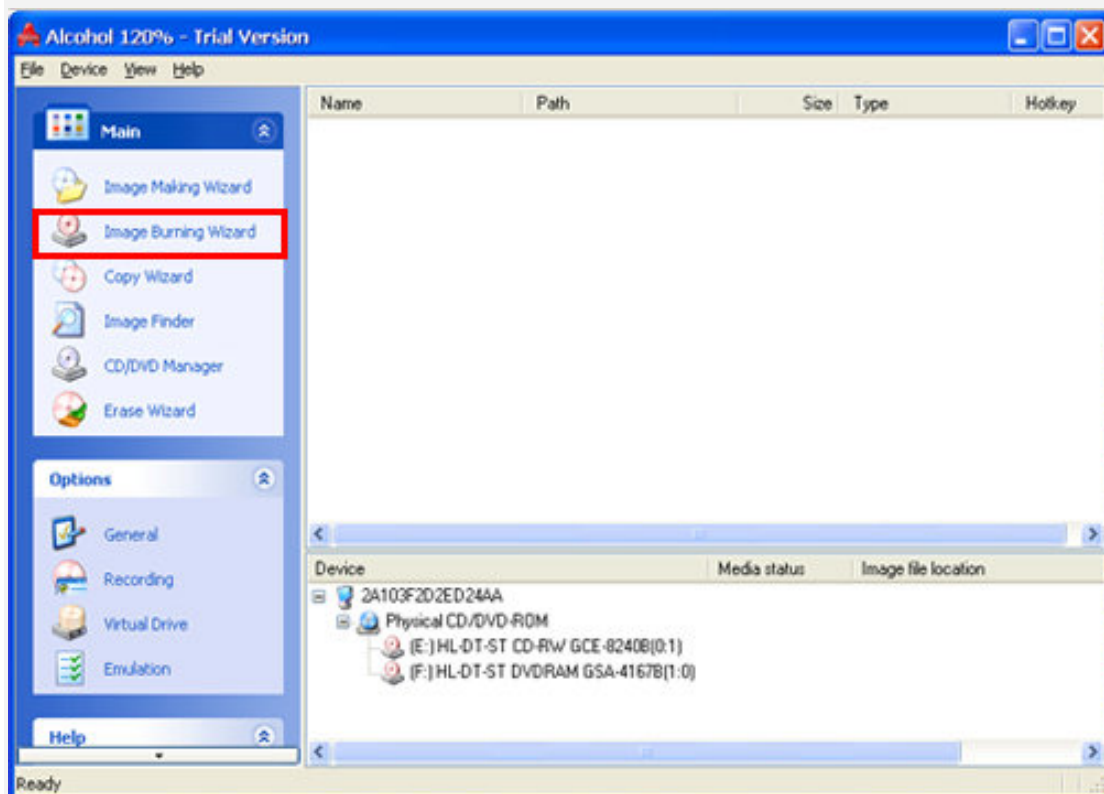 Alcohol 120% - Trial Version
File Device View Help
Main
Image Making Wizard
Image Burning Wizard
Copy Wizard
Image Finder
CD/DVD Manager
Erase Wizard
Options
General
Recording
Virtual Drive
Emulation
Help
Name Path Size Type Hotkey
Device Media status Image file location
2A103F2D2ED24AA
Physical CD/DVD-ROM
(E:) HL-DT-ST CD-RW GCE-8240B(0:1)
(F:) HL-DT-ST DVDRAM GSA-4167B(1:0)
Ready